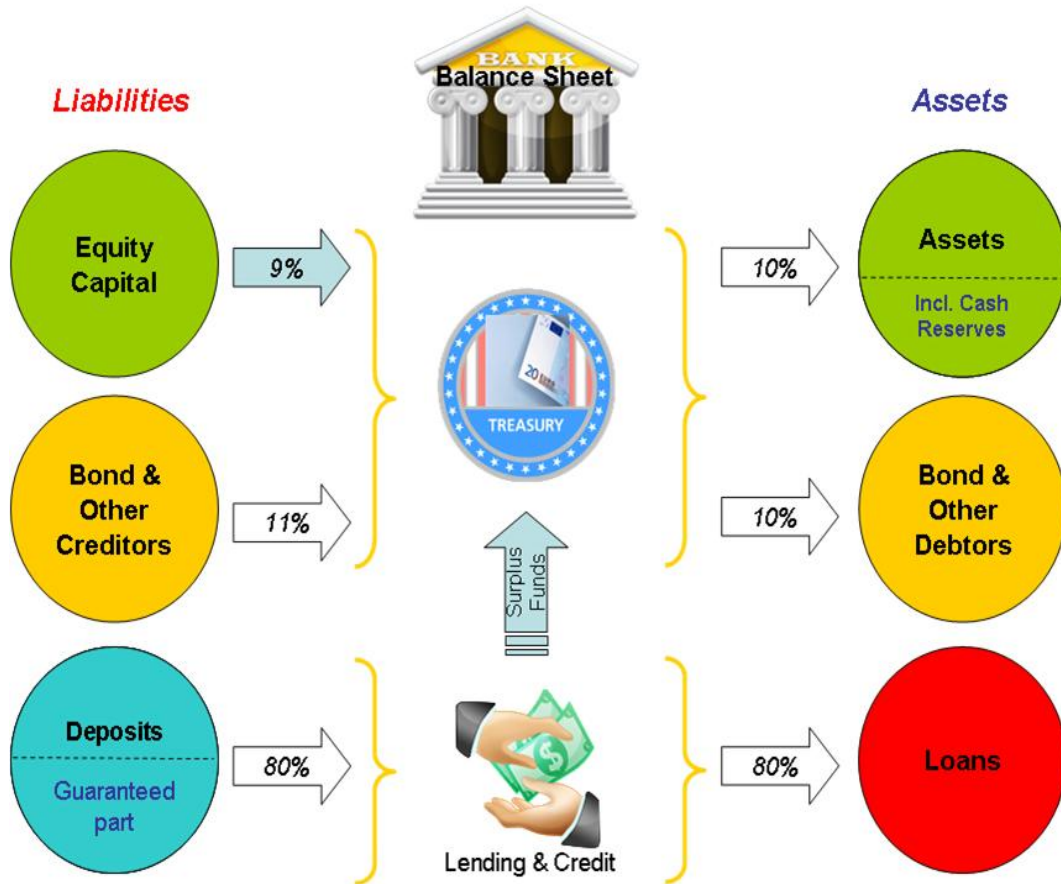 BANK
Balance Sheet
Liabilities
Assets
Equity
Capital
9%
10%
Assets
Incl. Cash
Reserves
20 EURO
TREASURY
Bond &
Other
Creditors
11%
10%
Bond &
Other
Debtors
Surplus
Funds
Deposits
Guaranteed
part
80%
$
80%
Loans
Lending & Credit